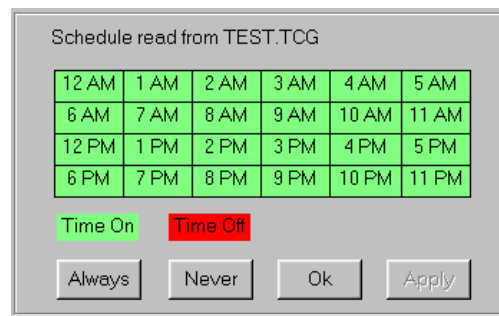 Schedule read from TEST.TCG
12 AM 1 AM 2 AM 3 AM 4 AM 5 AM
6 AM 7 AM 8 AM 9 AM 10 AM 11 AM
12 PM 1 PM 2 PM 3 PM 4 PM 5 PM
6 PM 7 PM 8 PM 9 PM 10 PM 11 PM
Time On Time Off
Always Never Ok Apply